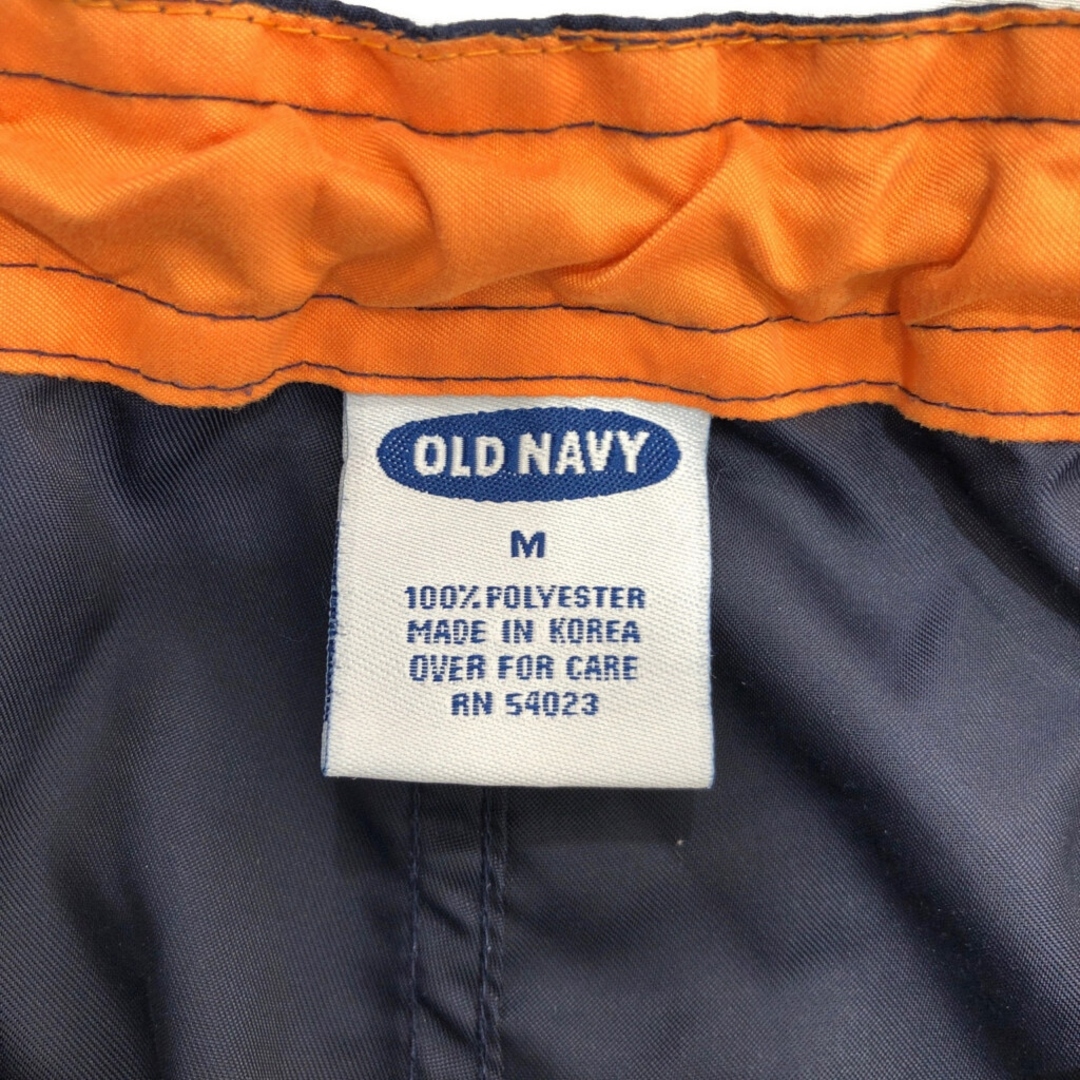 OLD NAVY
M
100% POLYESTER
MADE IN KOREA
OVER FOR CARE
RN 54023